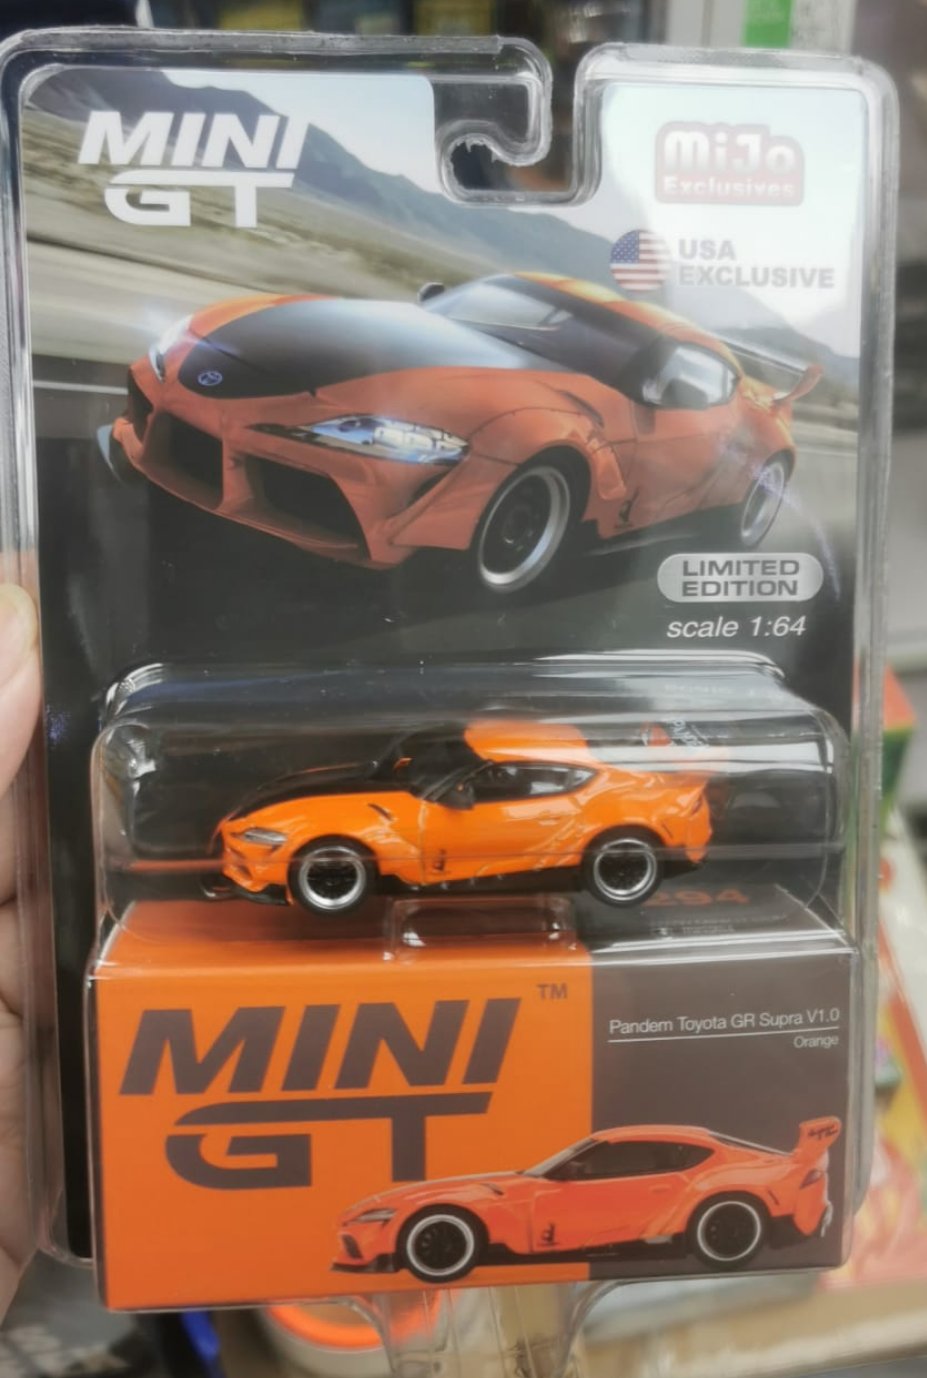 MINI
GT
MiJo
Exclusives
USA
EXCLUSIVE
LIMITED
EDITION
scale 1:64
294
MINI
GT
TM
Pandem Toyota GR Supra V1.0
Orange